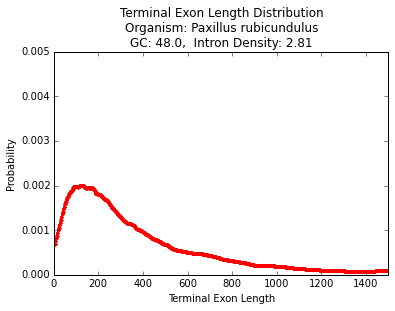 Terminal Exon Length Distribution
Organism: Paxillus rubicundulus
GC: 48.0,  Intron Density: 2.81
0.005
0.004
0.003
0.002
0.001
0.000
Probability
0 200 400 600 800 1000 1200 1400
Terminal Exon Length